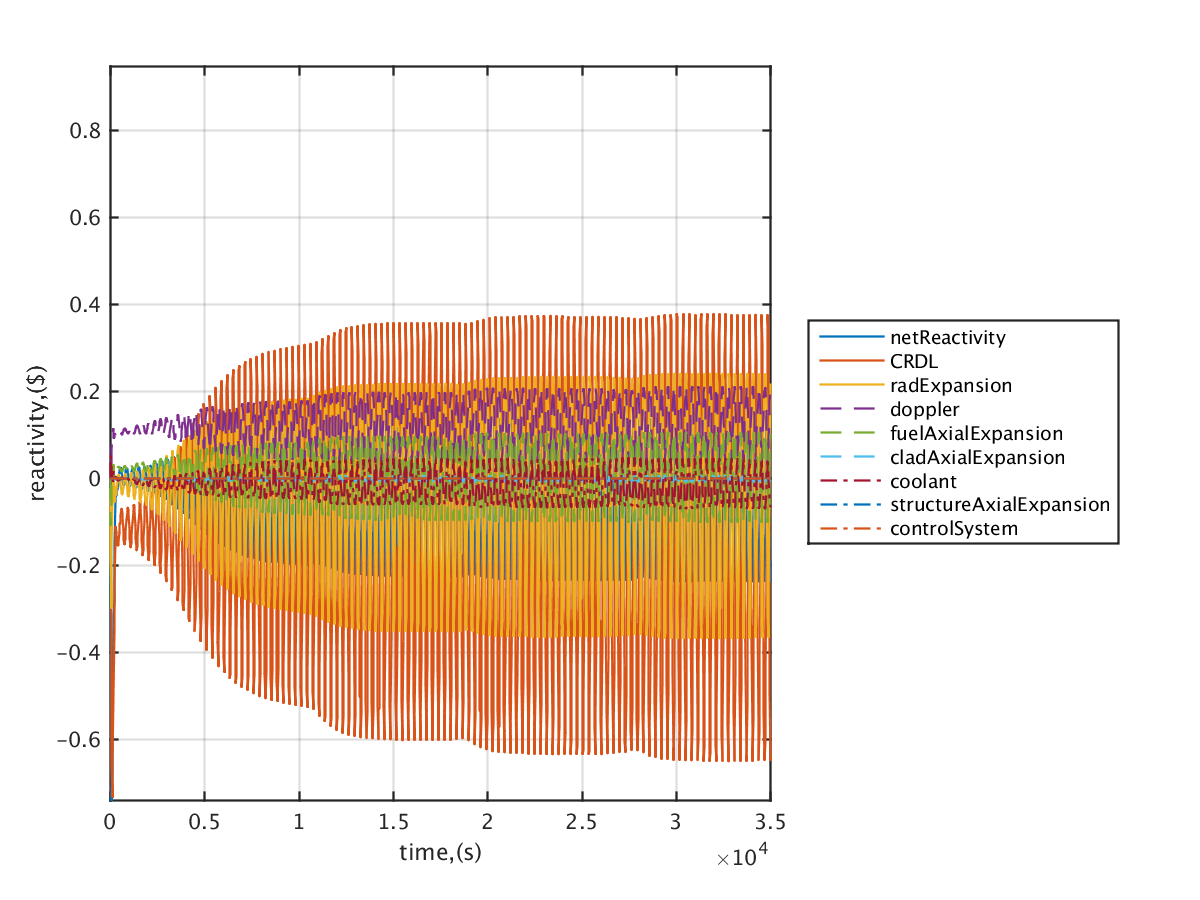 0.8
0.6
0.4
0.2
0
−0.2
−0.4
−0.6
reactivity,($)
0 0.5 1 1.5 2 2.5 3 3.5
time,(s)
×10⁴
netReactivity
CRDL
radExpansion
doppler
fuelAxialExpansion
cladAxialExpansion
coolant
structureAxialExpansion
controlSystem